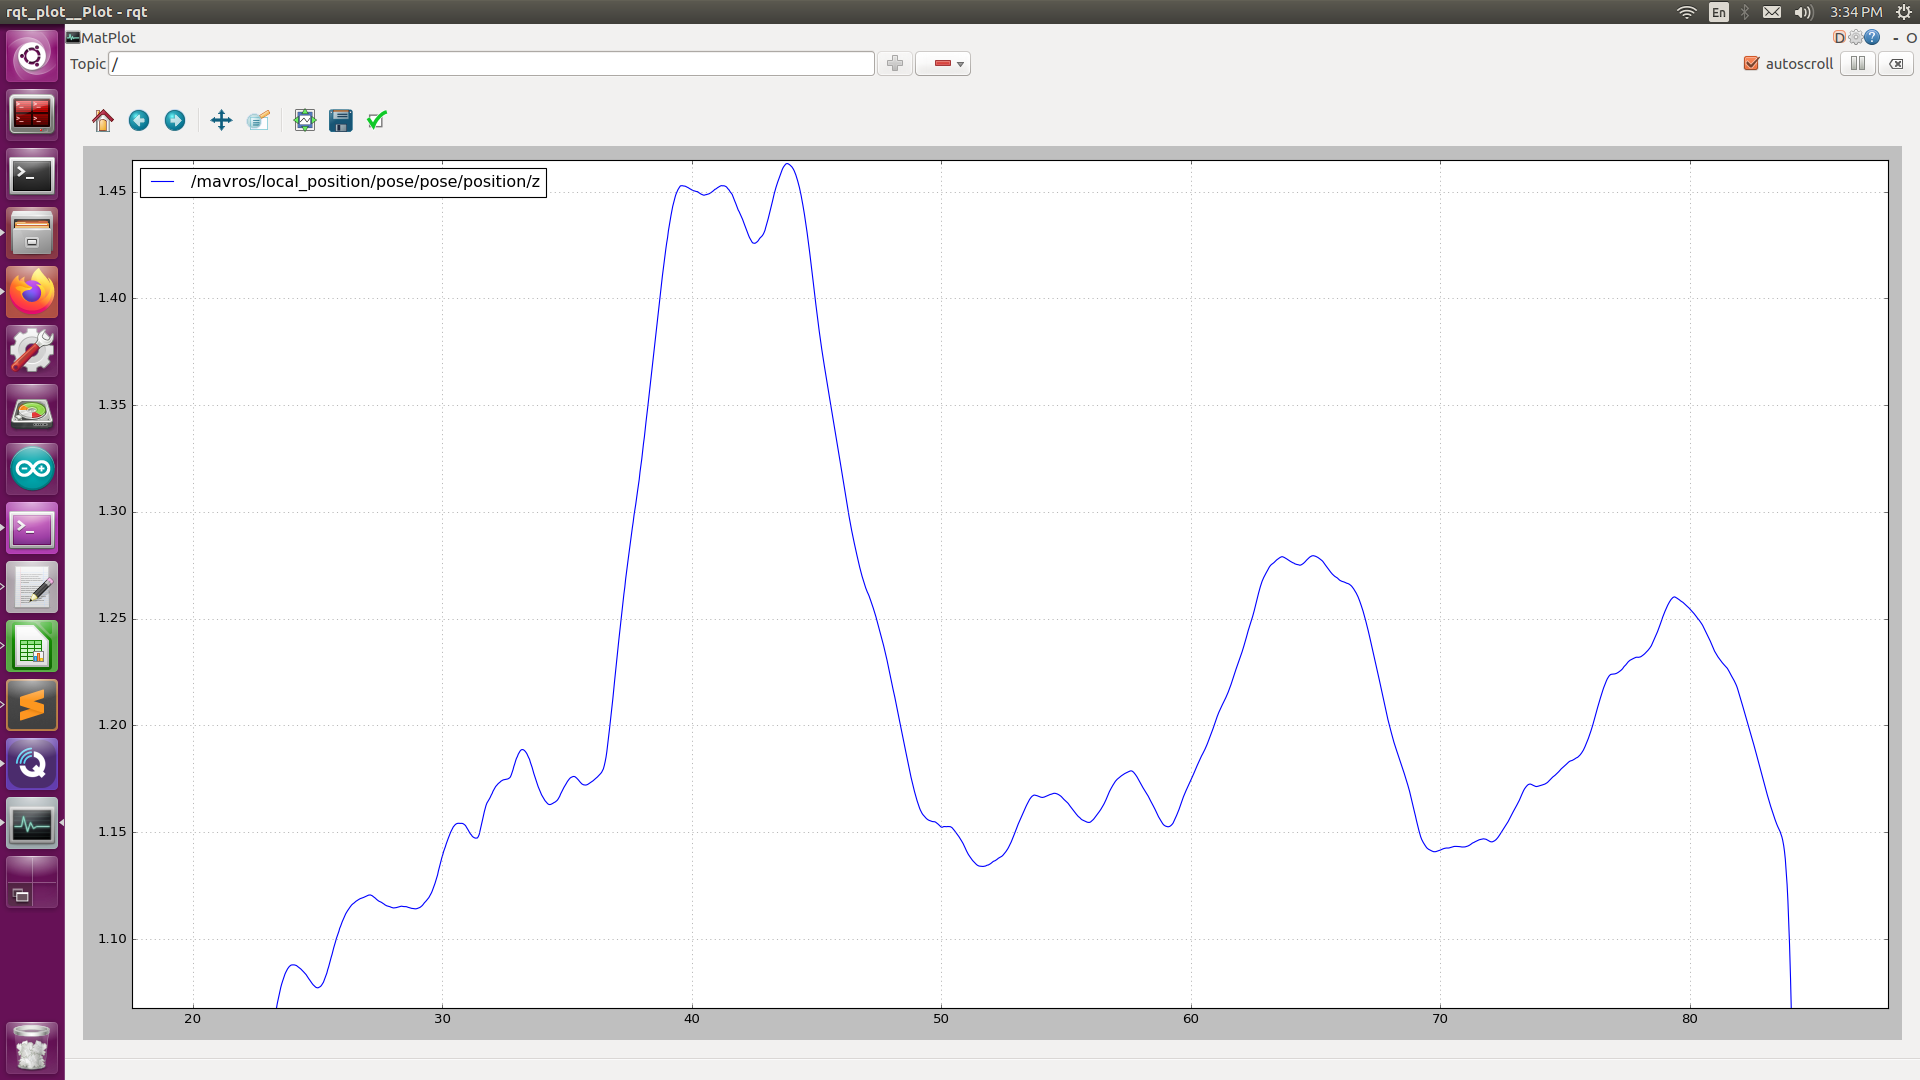 rqt_plot__Plot - rqt
En
3:34 PM
MatPlot
D
- O
Topic /
autoscroll
/mavros/local_position/pose/pose/position/z
1.45
1.40
1.35
1.30
1.25
1.20
1.15
1.10
20 30 40 50 60 70 80